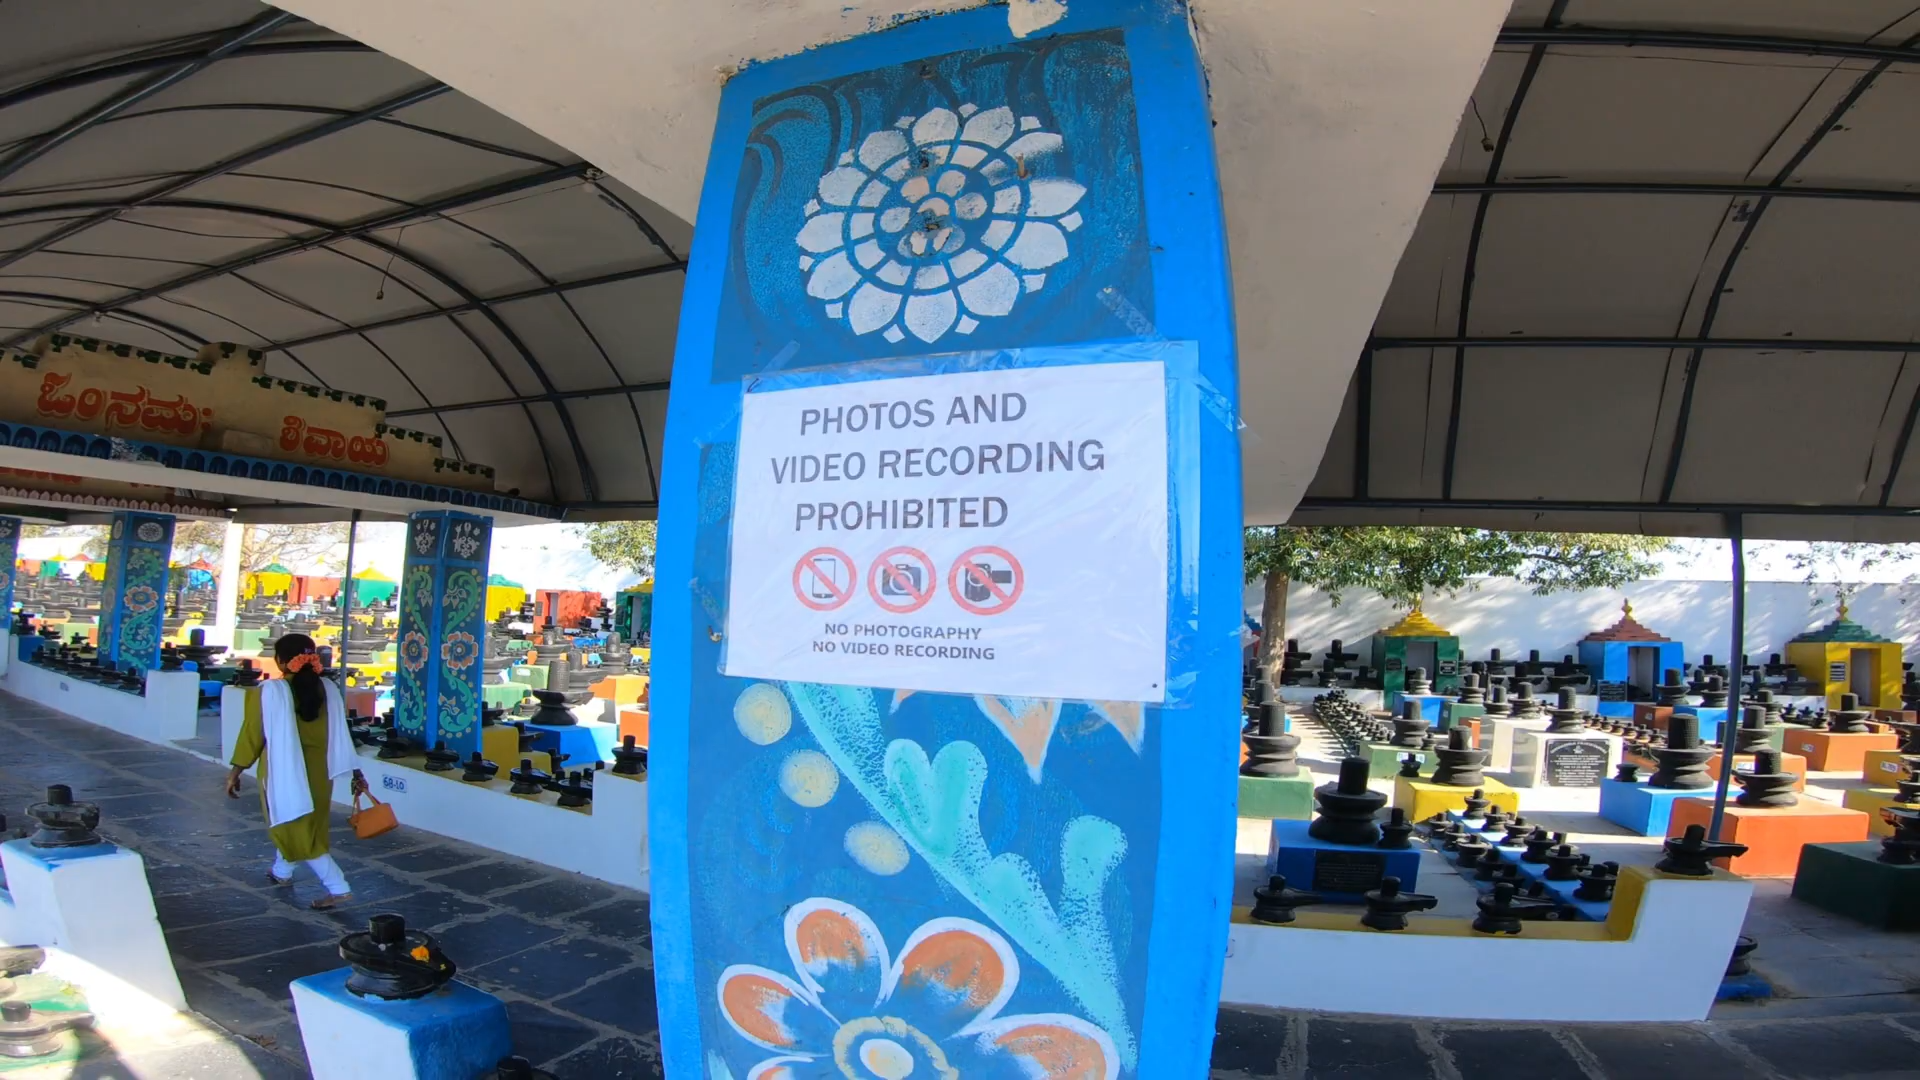 ಓಂನಮಃ ಶಿವಾಯ
PHOTOS AND
VIDEO RECORDING
PROHIBITED
NO PHOTOGRAPHY
NO VIDEO RECORDING